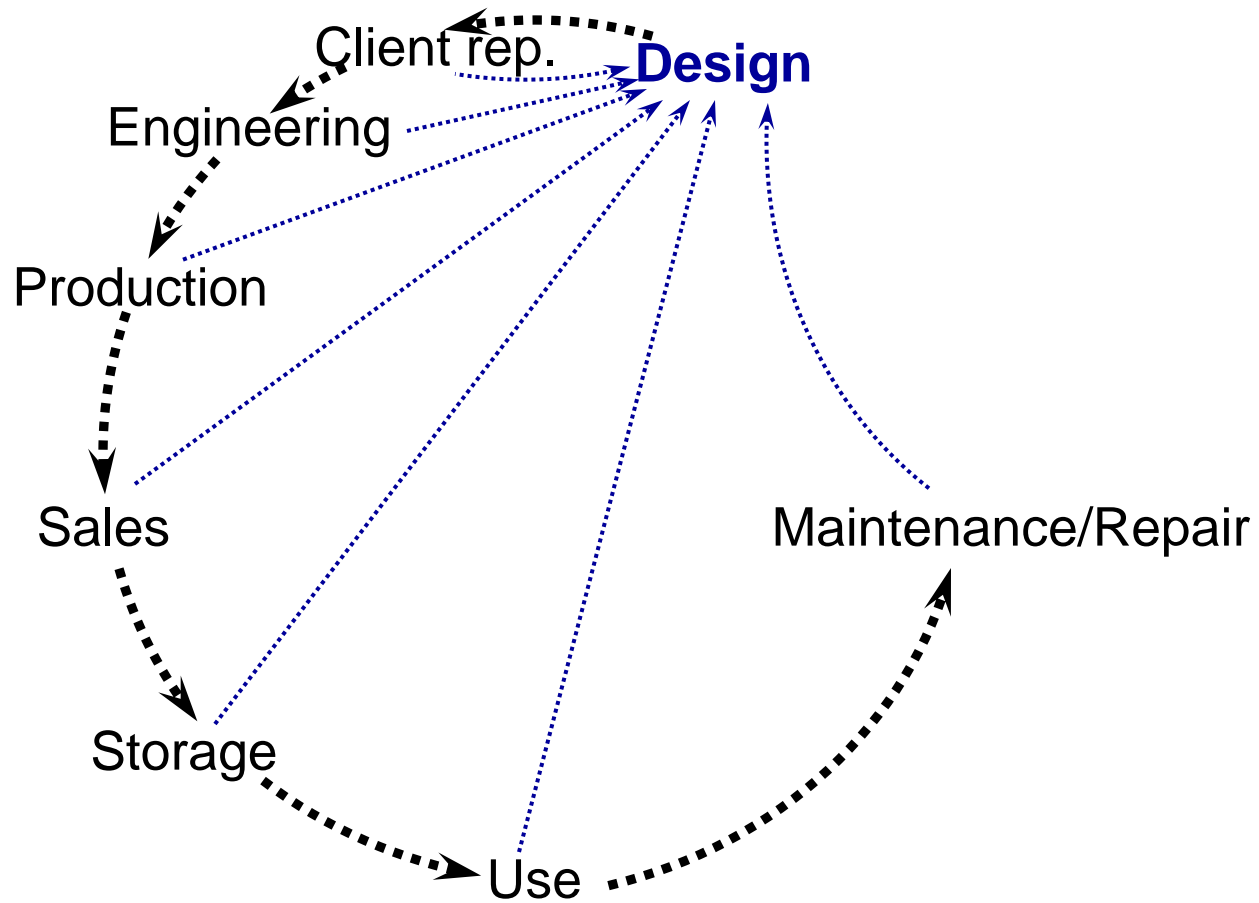 Client rep.
Design
Engineering
Production
Sales
Maintenance/Repair
Storage
Use